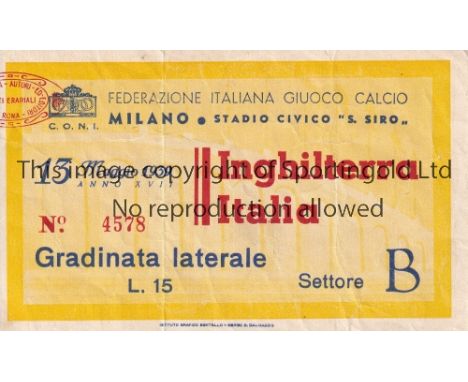 FEDERAZIONE ITALIANA GIUOCO CALCIO
MILANO • STADIO CIVICO "S. SIRO"
C. O. N. I.
13 Maggio 1939
ANNO XVII
Inghilterra
This image copyright of Sportingold Ltd
No reproduction allowed
Italia
Nº 4578
Gradinata laterale
L. 15
Settore B